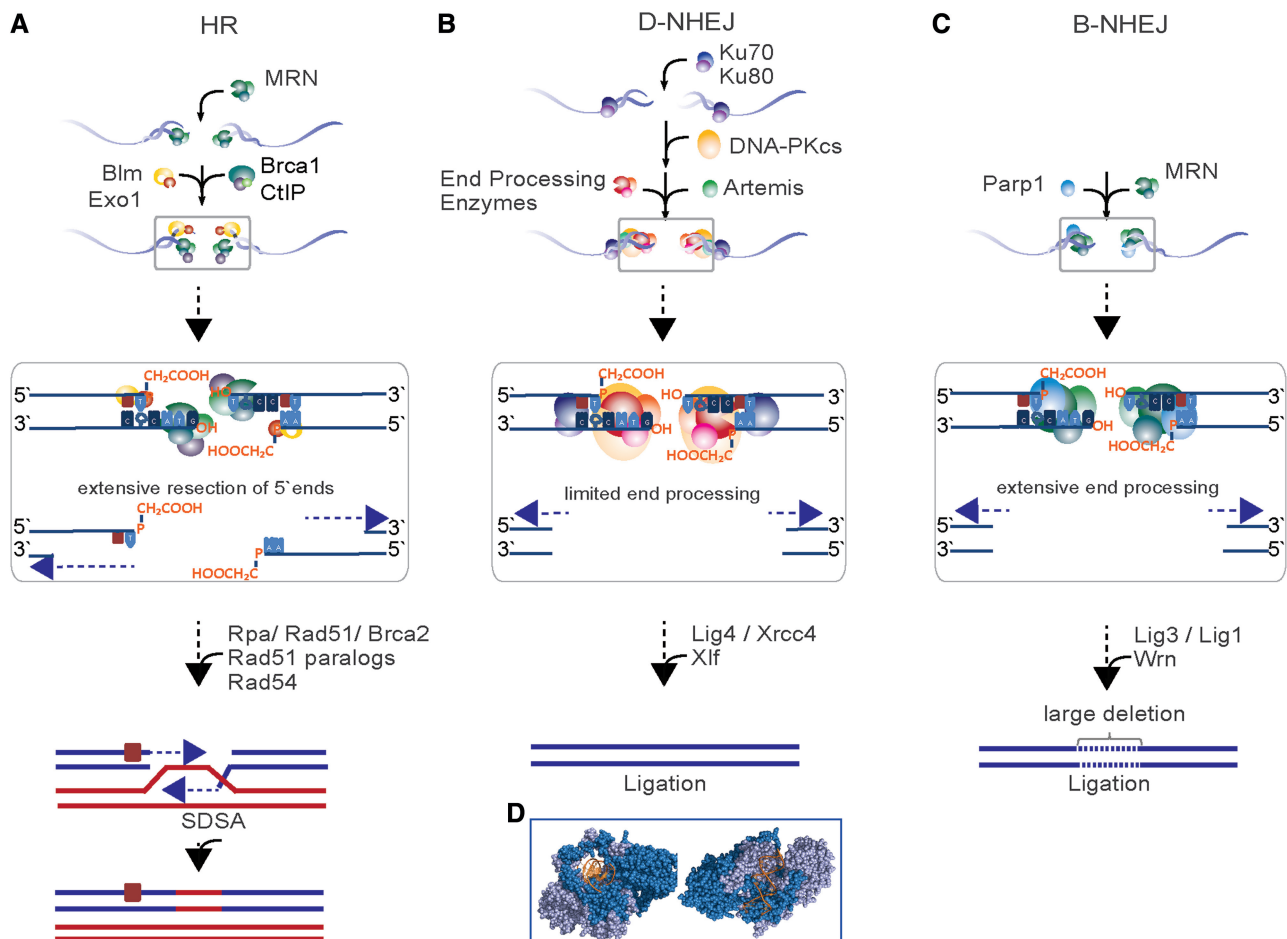 A
HR
MRN
Blm
Exo1
Brca1
CtIP
CH₂COOH
5`
P
HO
T C C T
3`
T
A A
3`
C C A T G
OH
P
5`
HOOCH₂C
extensive resection of 5`ends
CH₂COOH
5`
P
3`
T
3`
P
A A
5`
HOOCH₂C
Rpa/ Rad51/ Brca2
Rad51 paralogs
Rad54
SDSA
B
D-NHEJ
Ku70
Ku80
DNA-PKcs
End Processing
Enzymes
Artemis
CH₂COOH
5`
P
HO
T C C T
3`
T
A A
3`
C C A T G
OH
P
5`
HOOCH₂C
limited end processing
5`
3`
3`
5`
Lig4 / Xrcc4
Xlf
Ligation
D
C
B-NHEJ
Parp1
MRN
CH₂COOH
5`
P
HO
T C C T
3`
T
A A
3`
C C A T G
OH
P
5`
HOOCH₂C
extensive end processing
5`
3`
3`
5`
Lig3 / Lig1
Wrn
large deletion
Ligation